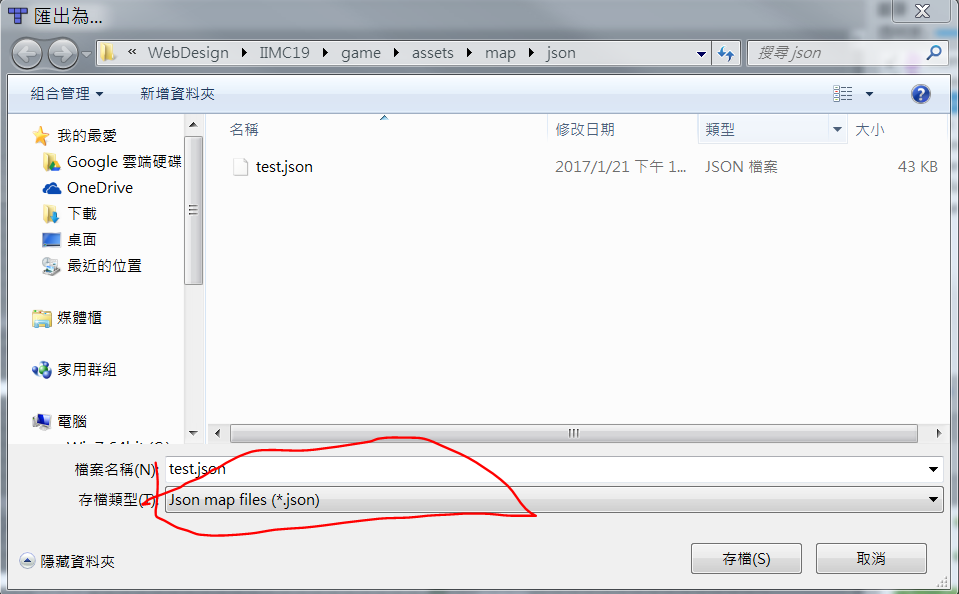 匯出為...
« WebDesign ▸ IIMC19 ▸ game ▸ assets ▸ map ▸ json
搜尋 json
組合管理 ▾ 新增資料夾
名稱 修改日期 類型 大小
test.json 2017/1/21 下午 1... JSON 檔案 43 KB
我的最愛
Google 雲端硬碟
OneDrive
下載
桌面
最近的位置
媒體櫃
家用群組
電腦
檔案名稱(N): test.json
存檔類型(T): Json map files (*.json)
隱藏資料夾
存檔(S) 取消